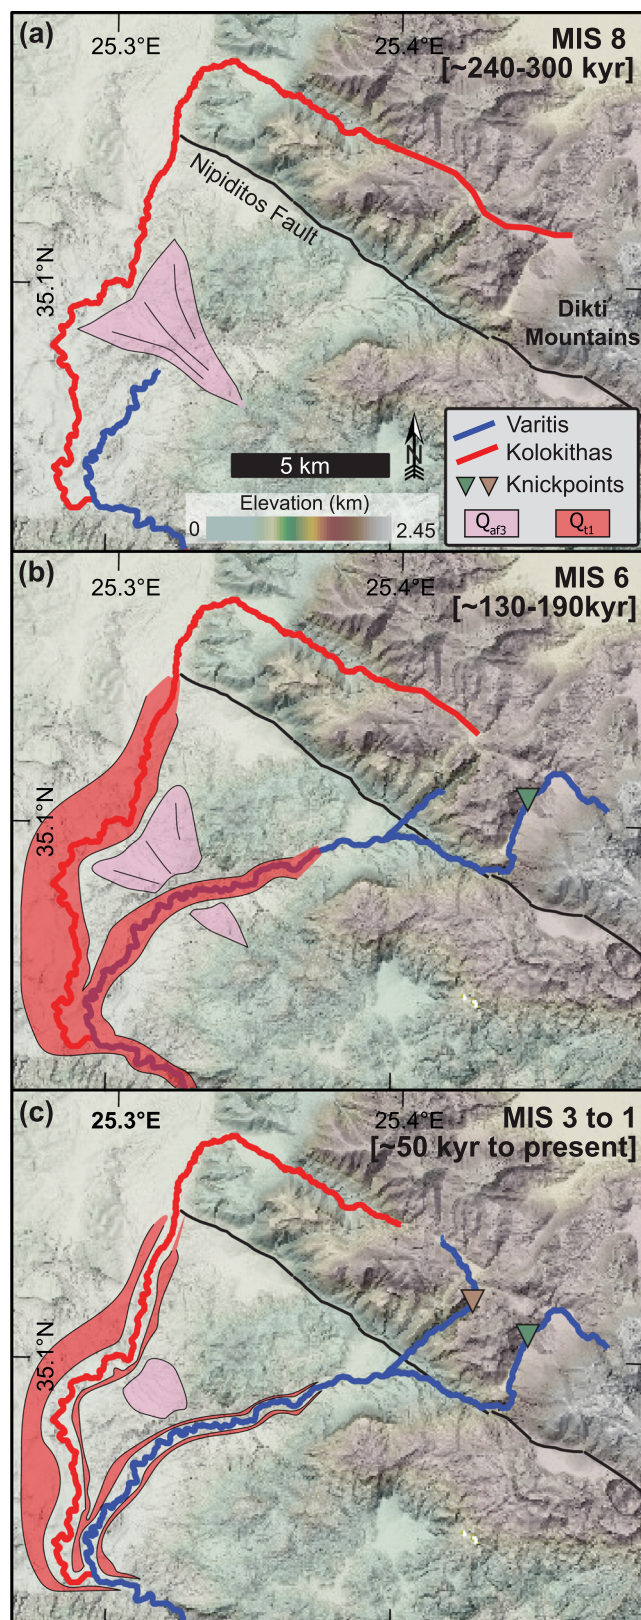 (a)
25.3°E
25.4°E
MIS 8
[~240-300 kyr]
Nipiditos Fault
35.1°N
Dikti
Mountains
N
5 km
Elevation (km)
0
2.45
Varitis
Kolokithas
Knickpoints
Qaf3
Qt1
(b)
25.3°E
25.4°E
MIS 6
[~130-190kyr]
35.1°N
(c)
25.3°E
25.4°E
MIS 3 to 1
[~50 kyr to present]
35.1°N